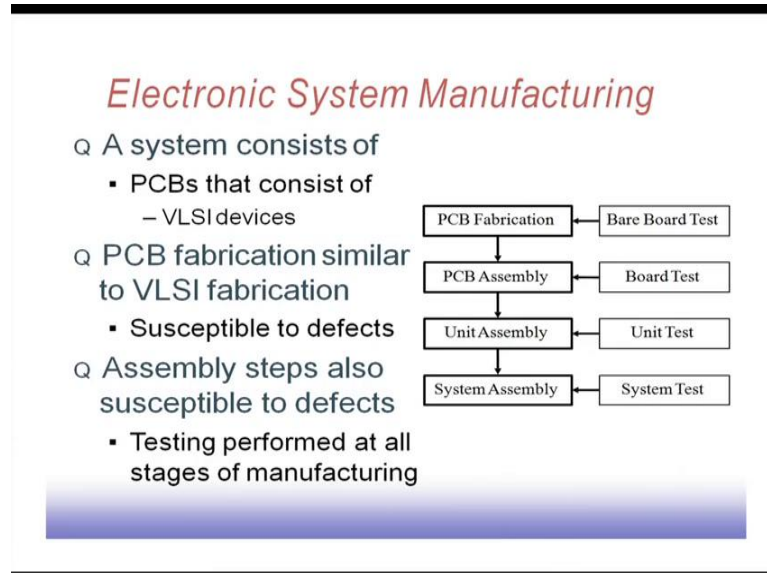 Electronic System Manufacturing
Q A system consists of
▪ PCBs that consist of
– VLSI devices
Q PCB fabrication similar
to VLSI fabrication
▪ Susceptible to defects
Q Assembly steps also
susceptible to defects
▪ Testing performed at all
stages of manufacturing
PCB Fabrication
Bare Board Test
PCB Assembly
Board Test
Unit Assembly
Unit Test
System Assembly
System Test